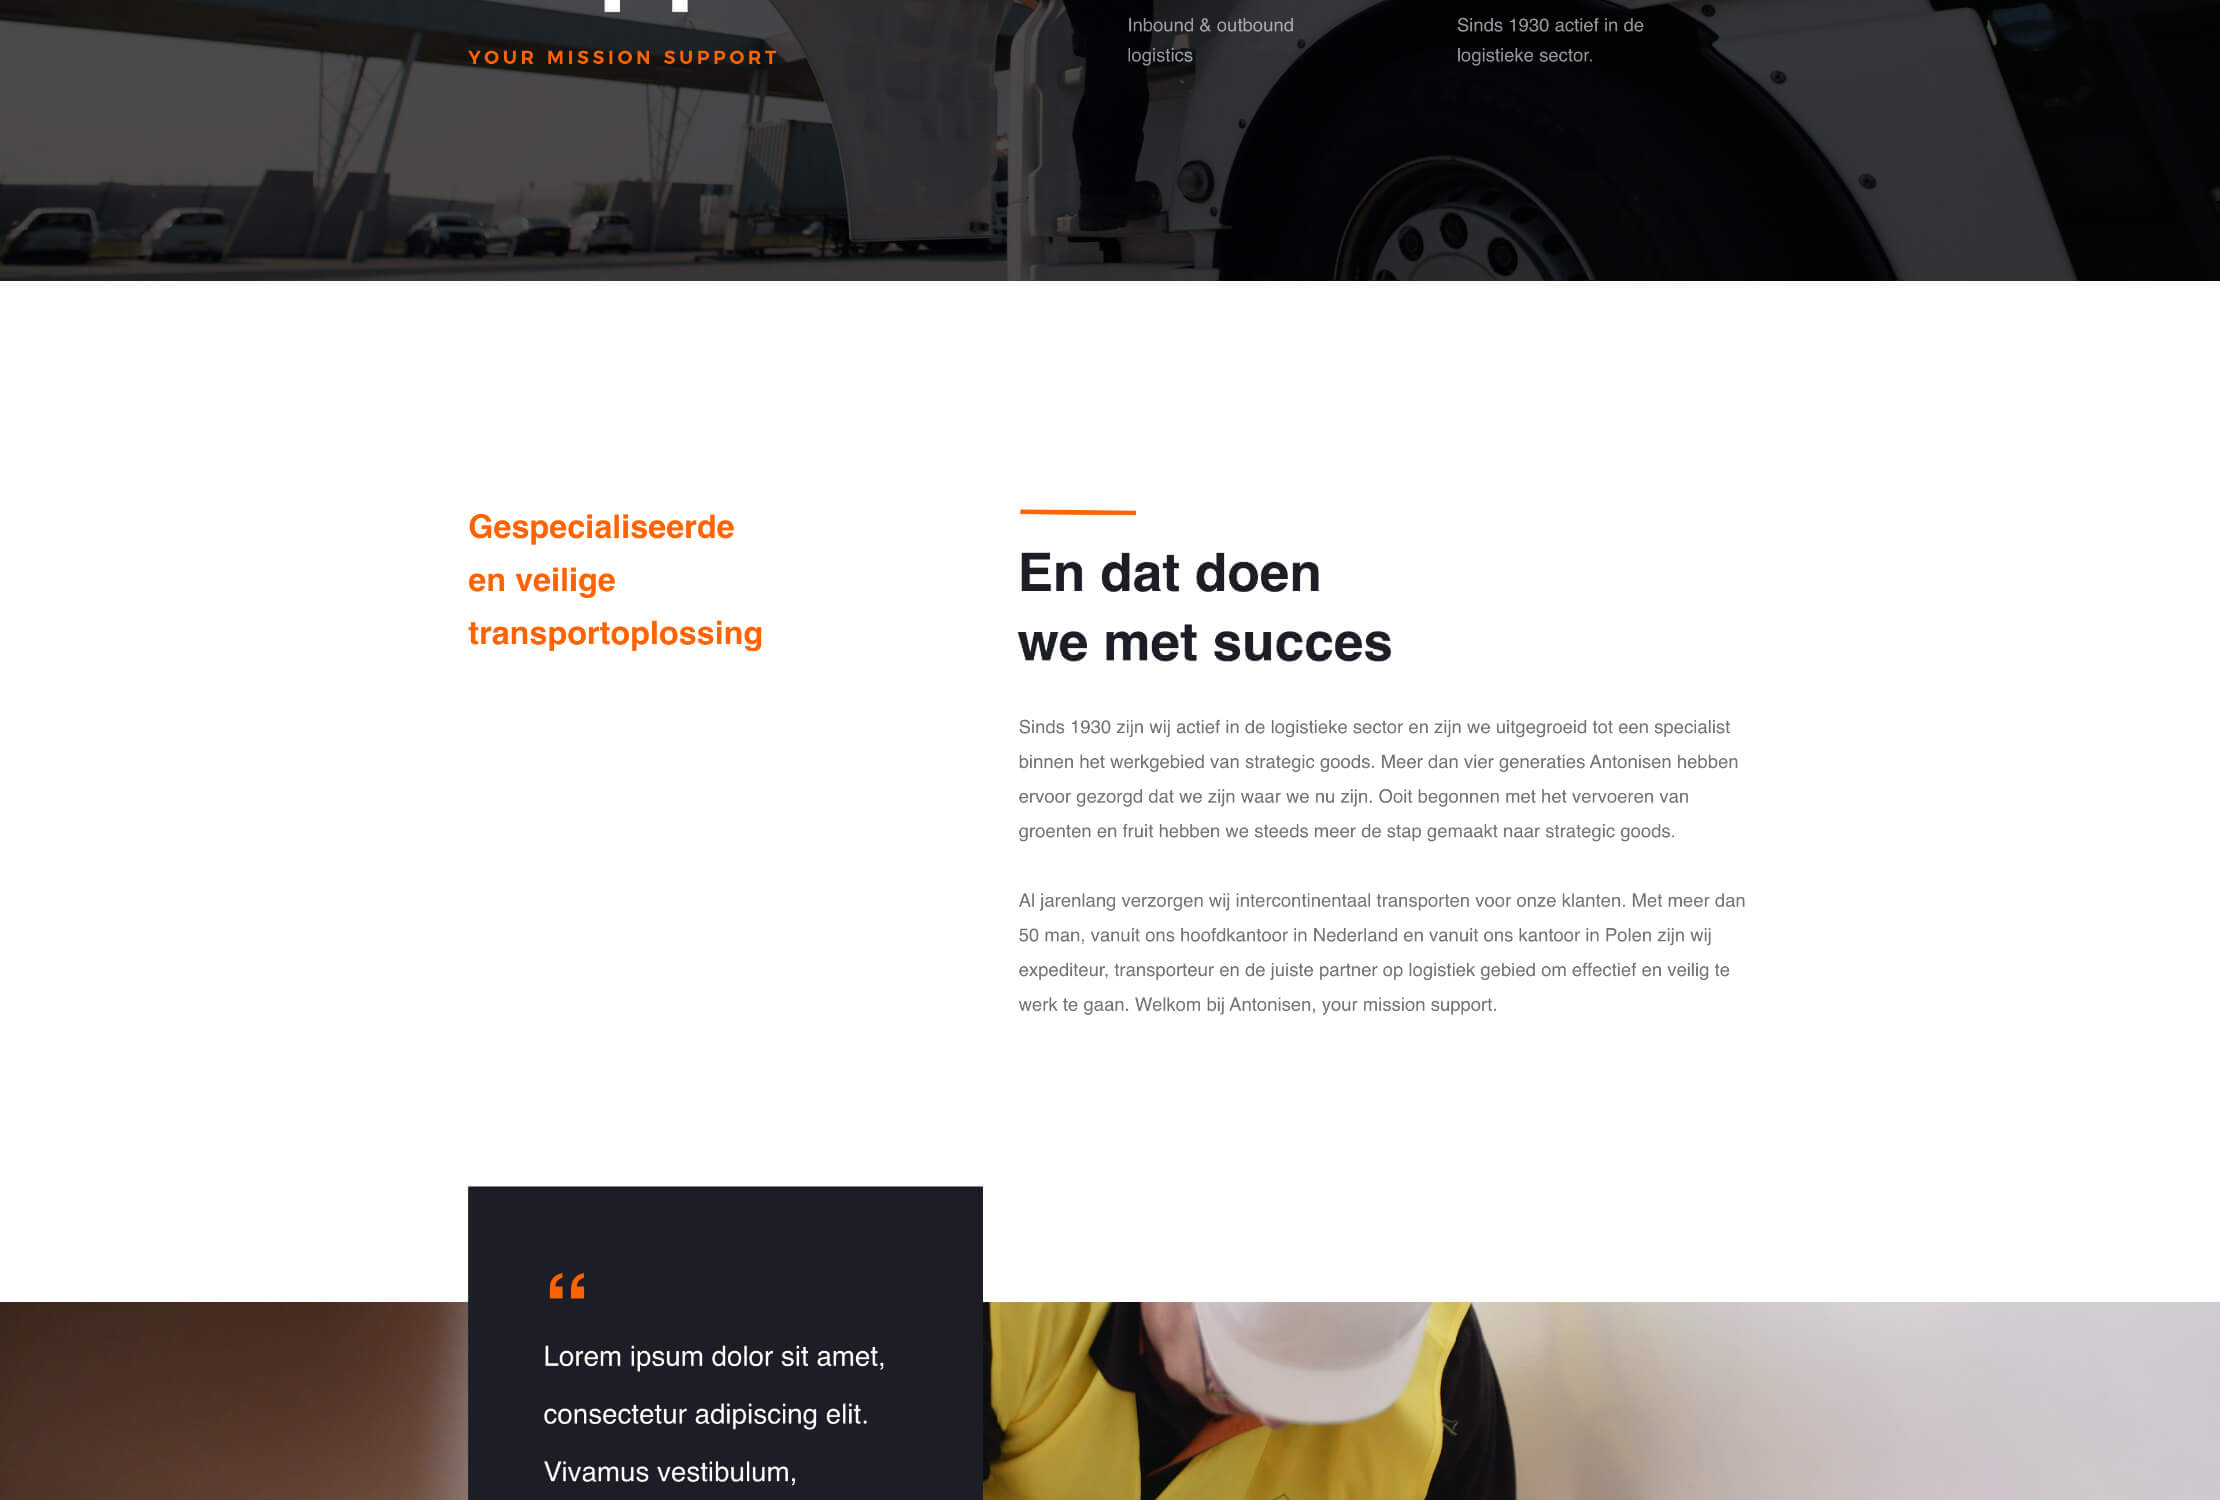 YOUR MISSION SUPPORT
Inbound & outbound
logistics
Sinds 1930 actief in de
logistieke sector.
Gespecialiseerde
en veilige
transportoplossing
En dat doen
we met succes
Sinds 1930 zijn wij actief in de logistieke sector en zijn we uitgegroeid tot een specialist
binnen het werkgebied van strategic goods. Meer dan vier generaties Antonisen hebben
ervoor gezorgd dat we zijn waar we nu zijn. Ooit begonnen met het vervoeren van
groenten en fruit hebben we steeds meer de stap gemaakt naar strategic goods.
Al jarenlang verzorgen wij intercontinentaal transporten voor onze klanten. Met meer dan
50 man, vanuit ons hoofdkantoor in Nederland en vanuit ons kantoor in Polen zijn wij
expediteur, transporteur en de juiste partner op logistiek gebied om effectief en veilig te
werk te gaan. Welkom bij Antonisen, your mission support.
“
Lorem ipsum dolor sit amet,
consectetur adipiscing elit.
Vivamus vestibulum,